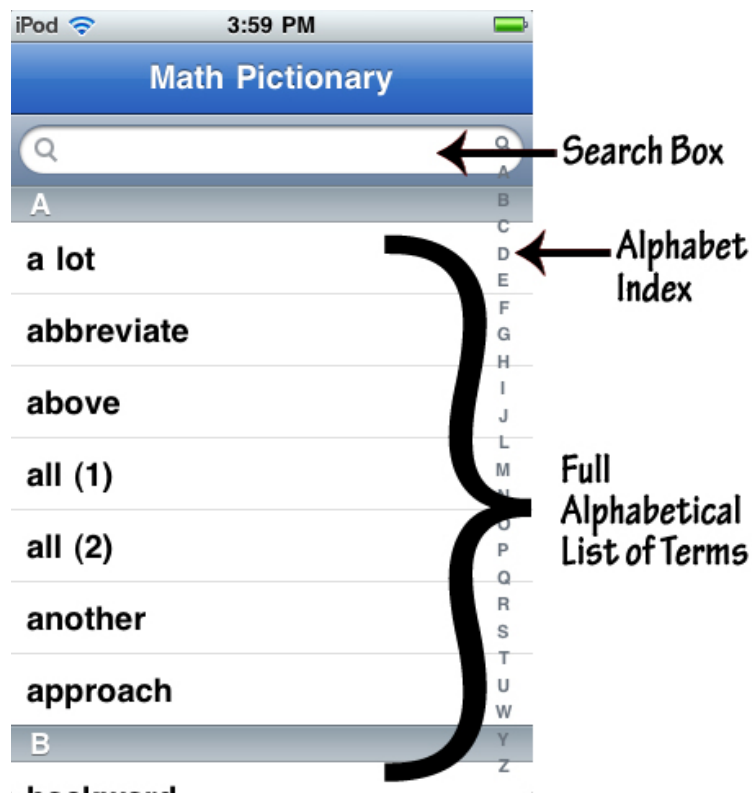 iPod 3:59 PM
Math Pictionary
Search Box
A
A
B
a lot
C
D
Alphabet
Index
E
abbreviate
F
G
H
above
I
J
L
all (1)
M
N
Full
Alphabetical
List of Terms
O
all (2)
P
Q
another
R
S
T
approach
U
W
B
Y
Z
backward